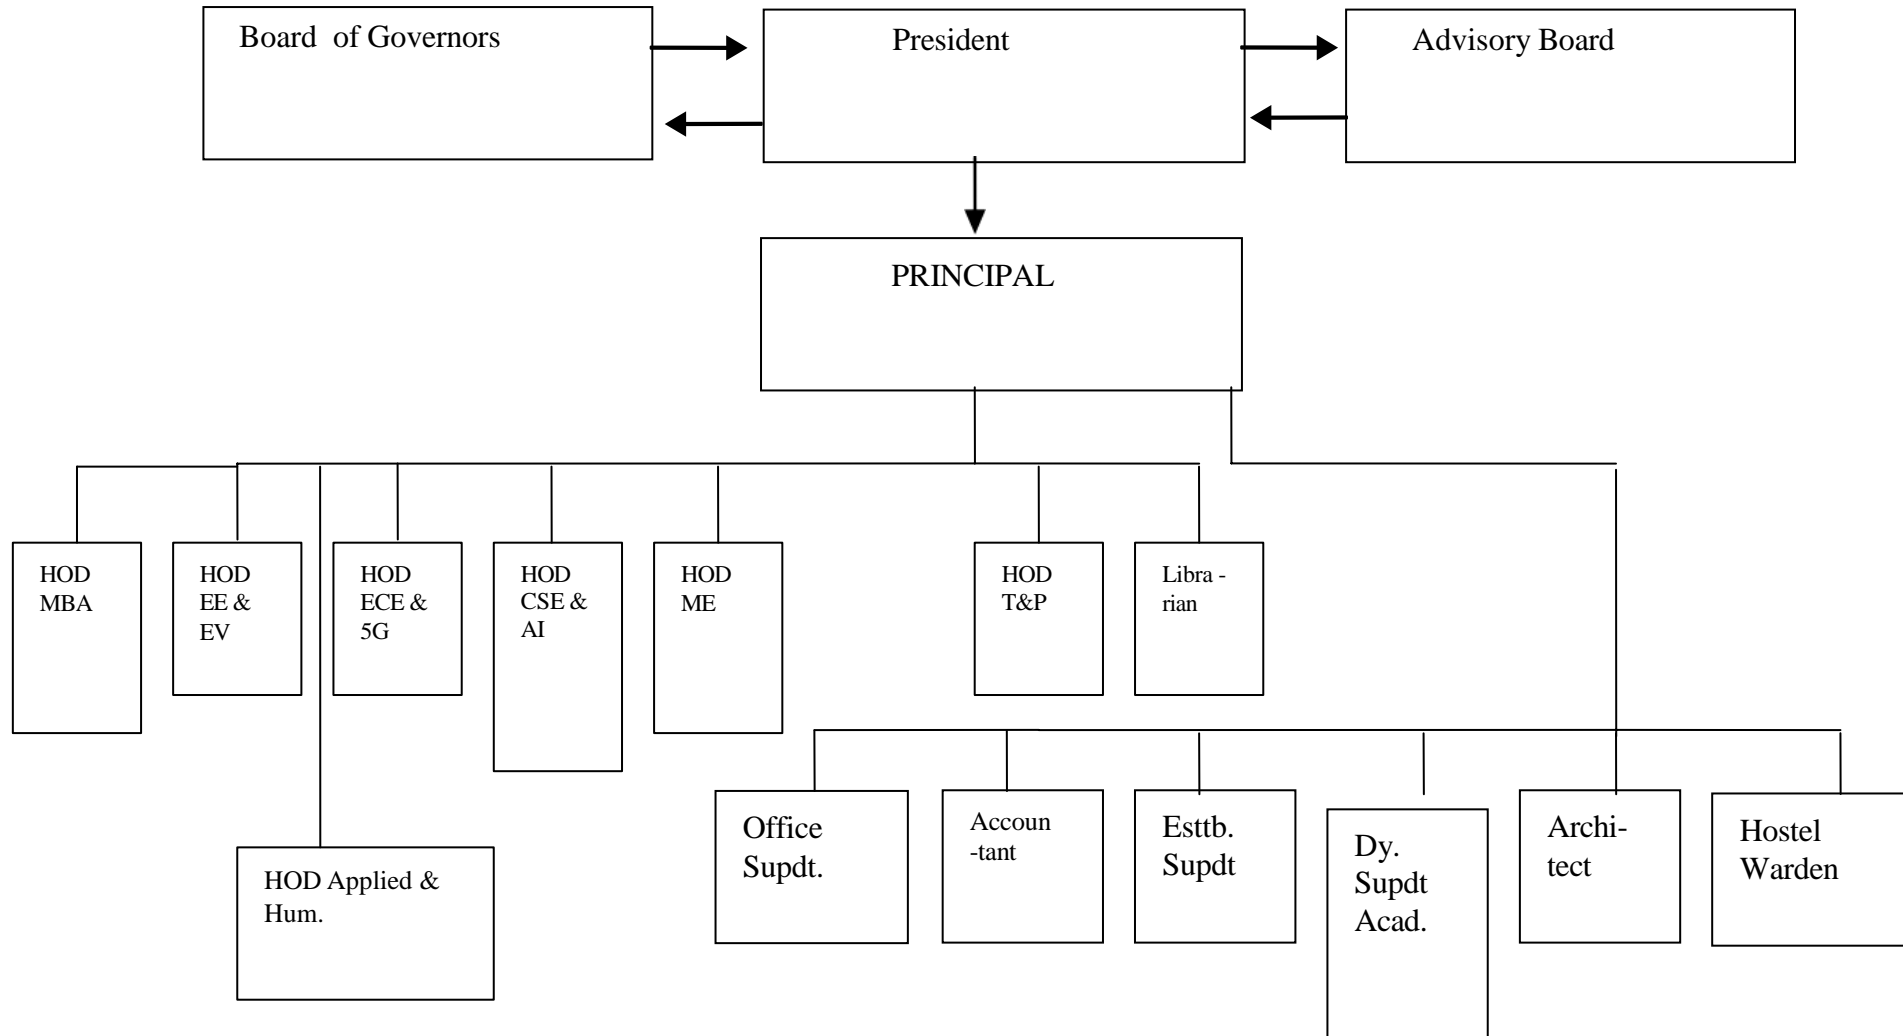 Board of Governors
President
Advisory Board
PRINCIPAL
HOD
MBA
HOD
EE &
EV
HOD
ECE &
5G
HOD
CSE &
AI
HOD
ME
HOD
T&P
Libra -
rian
Office
Supdt.
Accoun
-tant
Esttb.
Supdt
Dy.
Supdt
Acad.
Archi-
tect
Hostel
Warden
HOD Applied &
Hum.